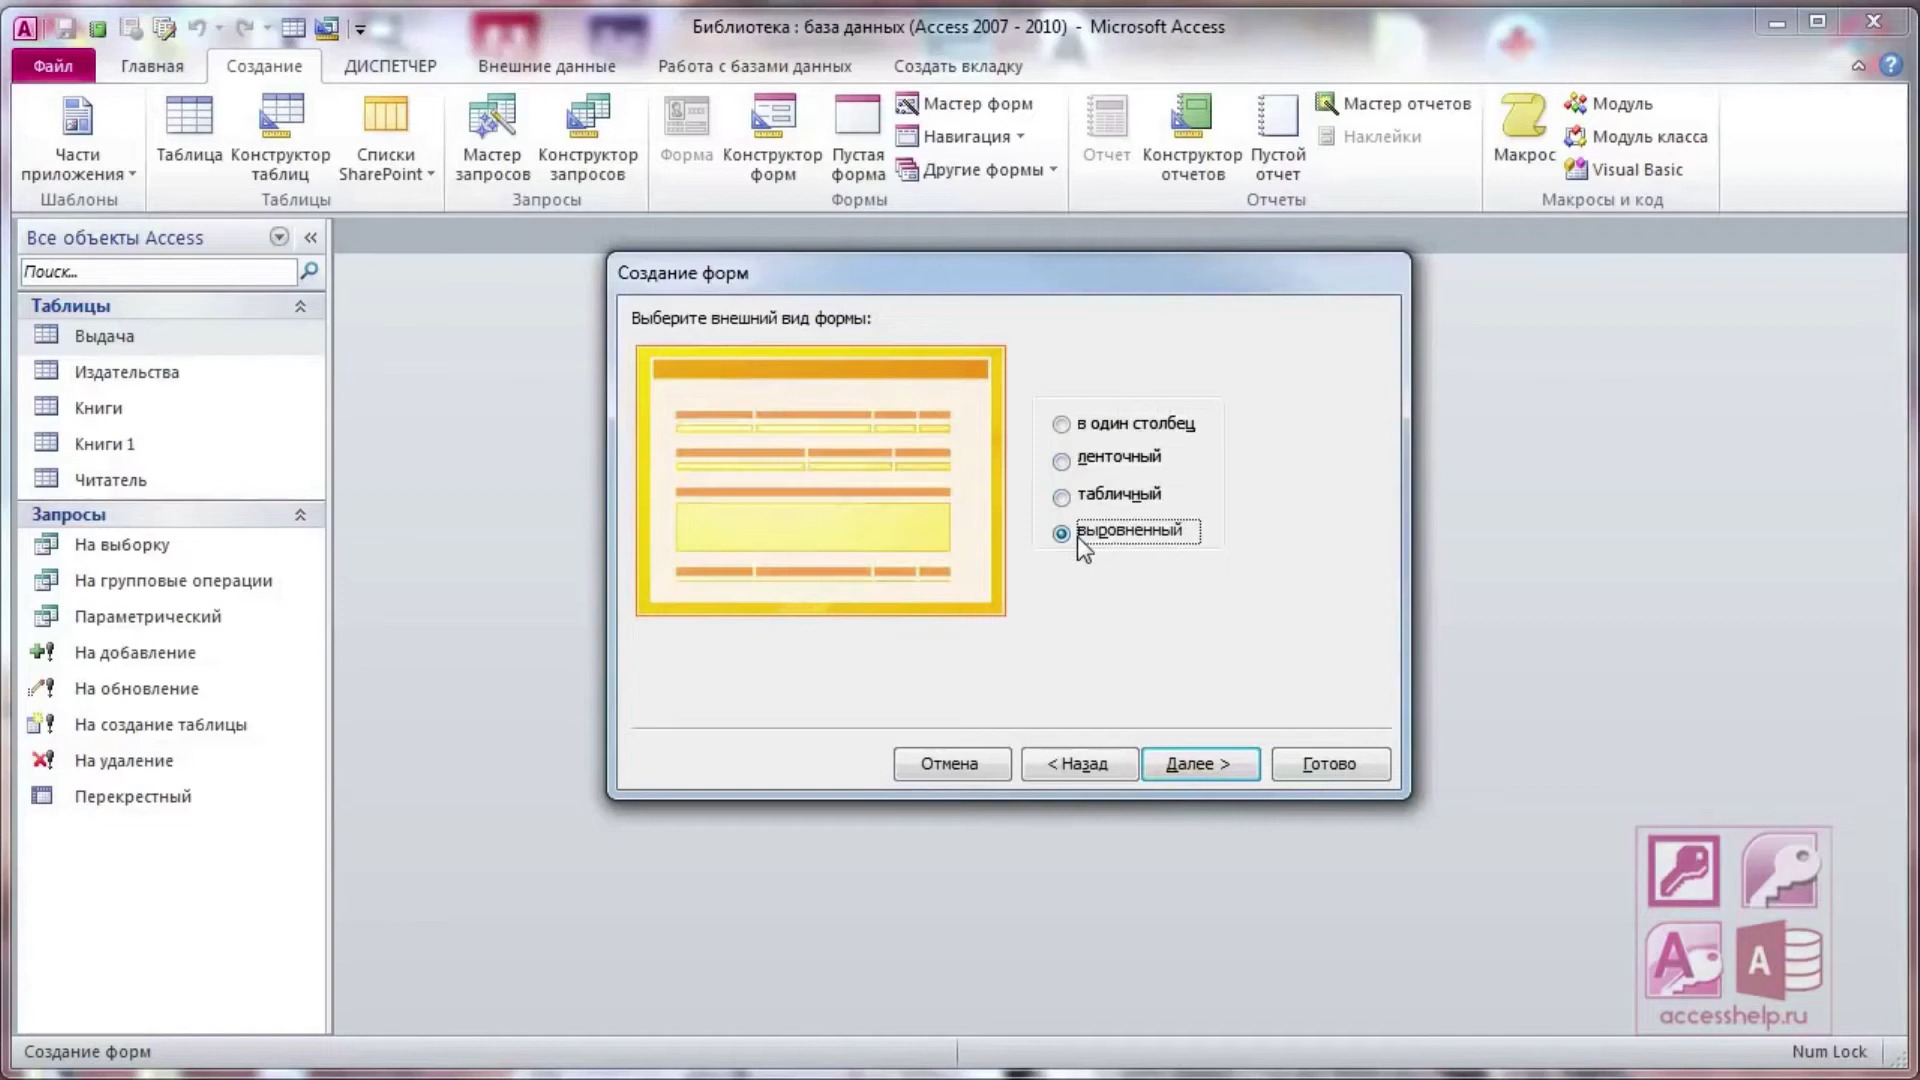 Библиотека : база данных (Access 2007 - 2010) - Microsoft Access
Файл Главная Создание ДИСПЕТЧЕР Внешние данные Работа с базами данных Создать вкладку
Части приложения
Шаблоны
Таблица
Конструктор таблиц
Списки SharePoint
Таблицы
Мастер запросов
Конструктор запросов
Запросы
Форма
Конструктор форм
Пустая форма
Мастер форм
Навигация
Другие формы
Формы
Отчет
Конструктор отчетов
Пустой отчет
Мастер отчетов
Наклейки
Отчеты
Макрос
Модуль
Модуль класса
Visual Basic
Макросы и код
Все объекты Access
Поиск...
Таблицы
Выдача
Издательства
Книги
Книги 1
Читатель
Запросы
На выборку
На групповые операции
Параметрический
На добавление
На обновление
На создание таблицы
На удаление
Перекрестный
Создание форм
Выберите внешний вид формы:
в один столбец
ленточный
табличный
выровненный
Отмена
< Назад
Далее >
Готово
accesshelp.ru
Создание форм
Num Lock